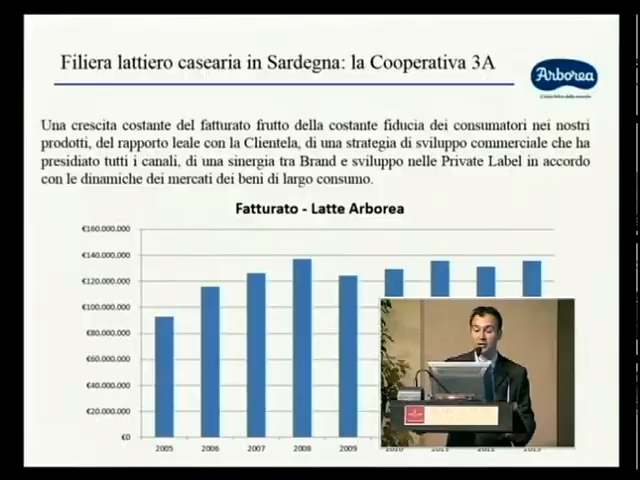 Filiera lattiero casearia in Sardegna: la Cooperativa 3A
Arborea
Una crescita costante del fatturato frutto della costante fiducia dei consumatori nei nostri
prodotti, del rapporto leale con la Clientela, di una strategia di sviluppo commerciale che ha
presidiato tutti i canali, di una sinergia tra Brand e sviluppo nelle Private Label in accordo
con le dinamiche dei mercati dei beni di largo consumo.
Fatturato - Latte Arborea
€160.000.000
€140.000.000
€120.000.000
€100.000.000
€80.000.000
€60.000.000
€40.000.000
€20.000.000
€0
2005 2006 2007 2008 2009